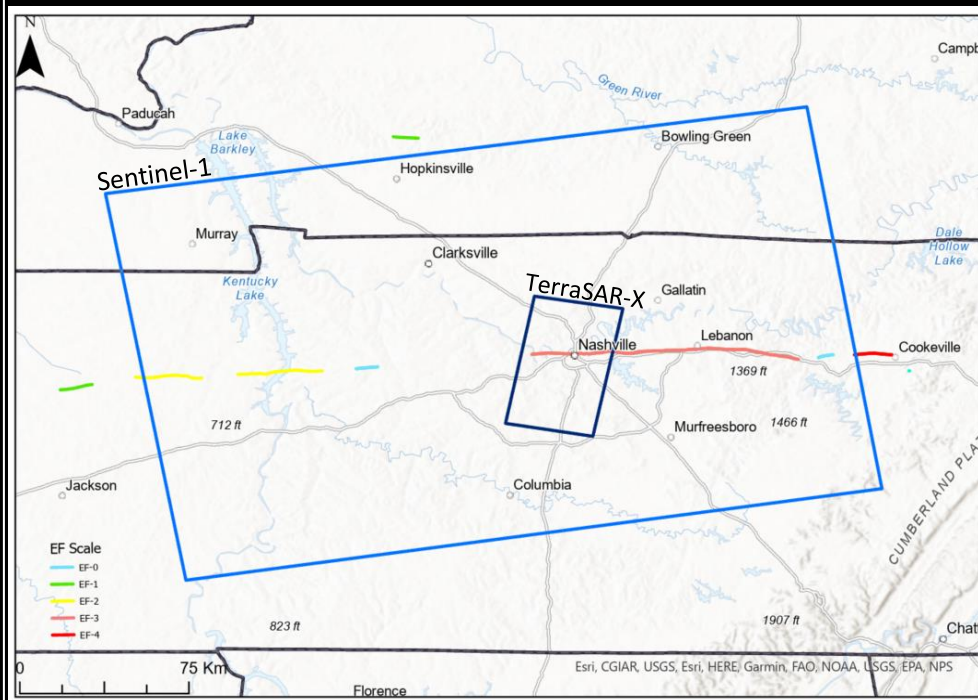 N
Campb
Green River
Paducah
Bowling Green
Lake
Barkley
Sentinel-1
Hopkinsville
Murray
Dale
Hollow
Lake
Clarksville
Kentucky
Lake
TerraSAR-X
Gallatin
Lebanon
Nashville
Cookeville
1369 ft
712 ft
1466 ft
Murfreesboro
Jackson
Columbia
CUMBERLAND PLA
EF Scale
EF-0
EF-1
EF-2
EF-3
EF-4
823 ft
1907 ft
Chat
0
75 Km
Esri, CGIAR, USGS, Esri, HERE, Garmin, FAO, NOAA, USGS, EPA, NPS
Florence